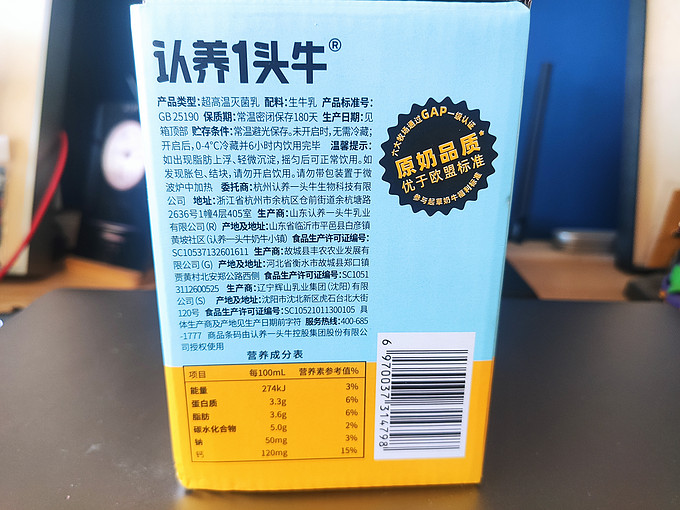 认养1头牛®
产品类型:超高温灭菌乳 配料:生牛乳 产品标准号:
GB 25190 保质期:常温密闭保存180天 生产日期:见
箱顶部 贮存条件:常温避光保存。未开启时,无需冷藏;
开启后,0-4℃冷藏并6小时内饮用完毕 温馨提示:
如出现脂肪上浮、轻微沉淀,摇匀后可正常饮用。如
发现胀包、结块,请勿开启饮用。请勿带包装置于微
波炉中加热 委托商:杭州认养一头牛生物科技有限
公司 地址:浙江省杭州市余杭区仓前街道余杭塘路
2636号1幢4层405室 生产商:山东认养一头牛乳业
有限公司(R) 产地及地址:山东省临沂市平邑县白彦镇
黄坡社区(认养一头牛奶牛小镇) 食品生产许可证编号:
SC10537132601611 生产商:故城县丰农农业发展有
限公司(G) 产地及地址:河北省衡水市故城县郑口镇
贾黄村北安郑公路西侧 食品生产许可证编号:SC1051
3112600525 生产商:辽宁辉山乳业集团(沈阳)有限
公司(S) 产地及地址:沈阳市沈北新区虎石台北大街
120号 食品生产许可证编号:SC10521011300105 具
体生产商及产地见生产日期前字符 服务热线:400-685
-1777 商品条码由认养一头牛控股集团股份有限公
司授权使用
六大牧场通过GAP一级认证
原奶品质*
优于欧盟标准
参与起草奶牛福利标准
营养成分表
项目 每100mL 营养素参考值%
能量 274kJ 3%
蛋白质 3.3g 6%
脂肪 3.6g 6%
碳水化合物 5.0g 2%
钠 50mg 3%
钙 120mg 15%
6 970037 314798